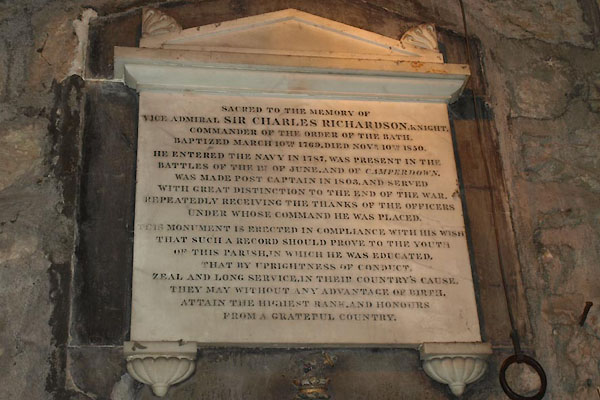 SACRED TO THE MEMORY OF
VICE ADMIRAL SIR CHARLES RICHARDSON, KNIGHT,
COMMANDER OF THE ORDER OF THE BATH.
BAPTIZED MARCH 10TH 1769, DIED NOVR 10TH 1850.
HE ENTERED THE NAVY IN 1787, WAS PRESENT IN THE
BATTLES OF THE 1ST OF JUNE, AND OF CAMPERDOWN,
WAS MADE POST CAPTAIN IN 1803, AND SERVED
WITH GREAT DISTINCTION TO THE END OF THE WAR,
REPEATEDLY RECEIVING THE THANKS OF THE OFFICERS
UNDER WHOSE COMMAND HE WAS PLACED.
THIS MONUMENT IS ERECTED IN COMPLIANCE WITH HIS WISH
THAT SUCH A RECORD SHOULD PROVE TO THE YOUTH
OF THIS PARISH, IN WHICH HE WAS EDUCATED,
THAT BY UPRIGHTNESS OF CONDUCT,
ZEAL AND LONG SERVICE, IN THEIR COUNTRY'S CAUSE,
THEY MAY WITHOUT ANY ADVANTAGE OF BIRTH,
ATTAIN THE HIGHEST RANK, AND HONOURS
FROM A GRATEFUL COUNTRY.